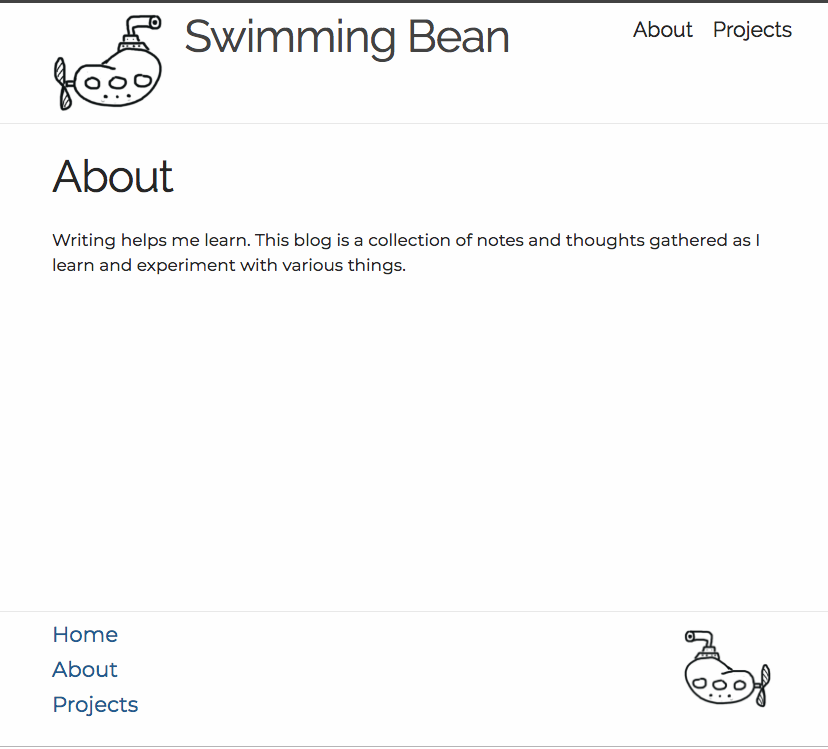 Swimming Bean
About Projects
About
Writing helps me learn. This blog is a collection of notes and thoughts gathered as I
learn and experiment with various things.
Home
About
Projects